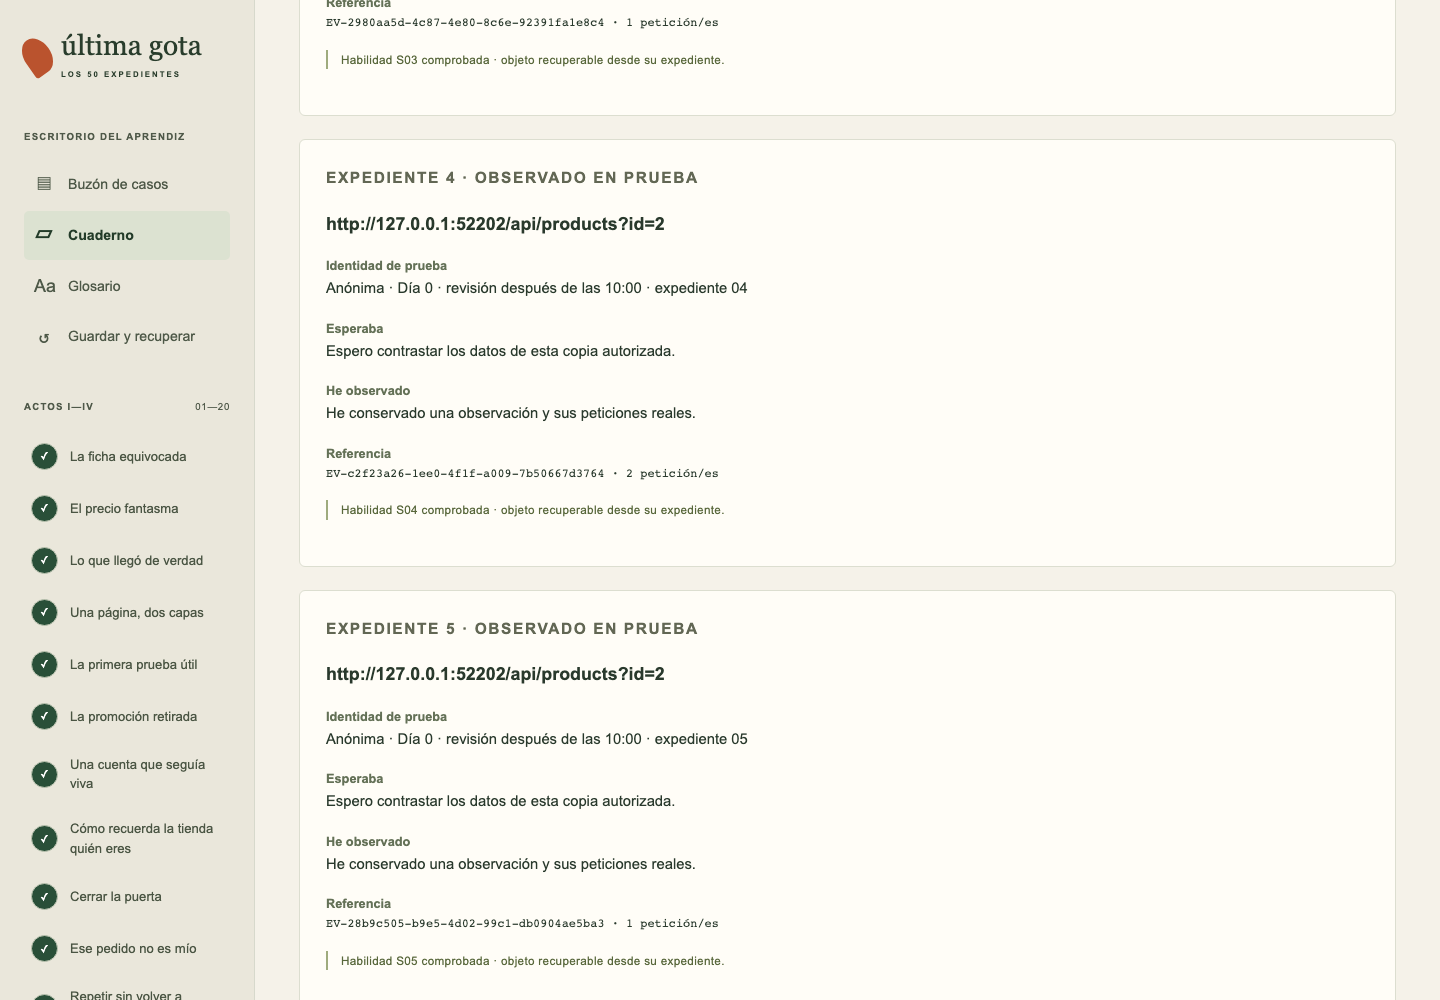 última gota
LOS 50 EXPEDIENTES
ESCRITORIO DEL APRENDIZ
Buzón de casos
Cuaderno
Aa Glosario
Guardar y recuperar
ACTOS I—IV 01—20
La ficha equivocada
El precio fantasma
Lo que llegó de verdad
Una página, dos capas
La primera prueba útil
La promoción retirada
Una cuenta que seguía
viva
Cómo recuerda la tienda
quién eres
Cerrar la puerta
Ese pedido no es mío
Repetir sin volver a
Referencia
EV-2980aa5d-4c87-4e80-8c6e-92391fa1e8c4 · 1 petición/es
Habilidad S03 comprobada · objeto recuperable desde su expediente.
EXPEDIENTE 4 · OBSERVADO EN PRUEBA
http://127.0.0.1:52202/api/products?id=2
Identidad de prueba
Anónima · Día 0 · revisión después de las 10:00 · expediente 04
Esperaba
Espero contrastar los datos de esta copia autorizada.
He observado
He conservado una observación y sus peticiones reales.
Referencia
EV-c2f23a26-1ee0-4f1f-a009-7b50667d3764 · 2 petición/es
Habilidad S04 comprobada · objeto recuperable desde su expediente.
EXPEDIENTE 5 · OBSERVADO EN PRUEBA
http://127.0.0.1:52202/api/products?id=2
Identidad de prueba
Anónima · Día 0 · revisión después de las 10:00 · expediente 05
Esperaba
Espero contrastar los datos de esta copia autorizada.
He observado
He conservado una observación y sus peticiones reales.
Referencia
EV-28b9c505-b9e5-4d02-99c1-db0904ae5ba3 · 1 petición/es
Habilidad S05 comprobada · objeto recuperable desde su expediente.